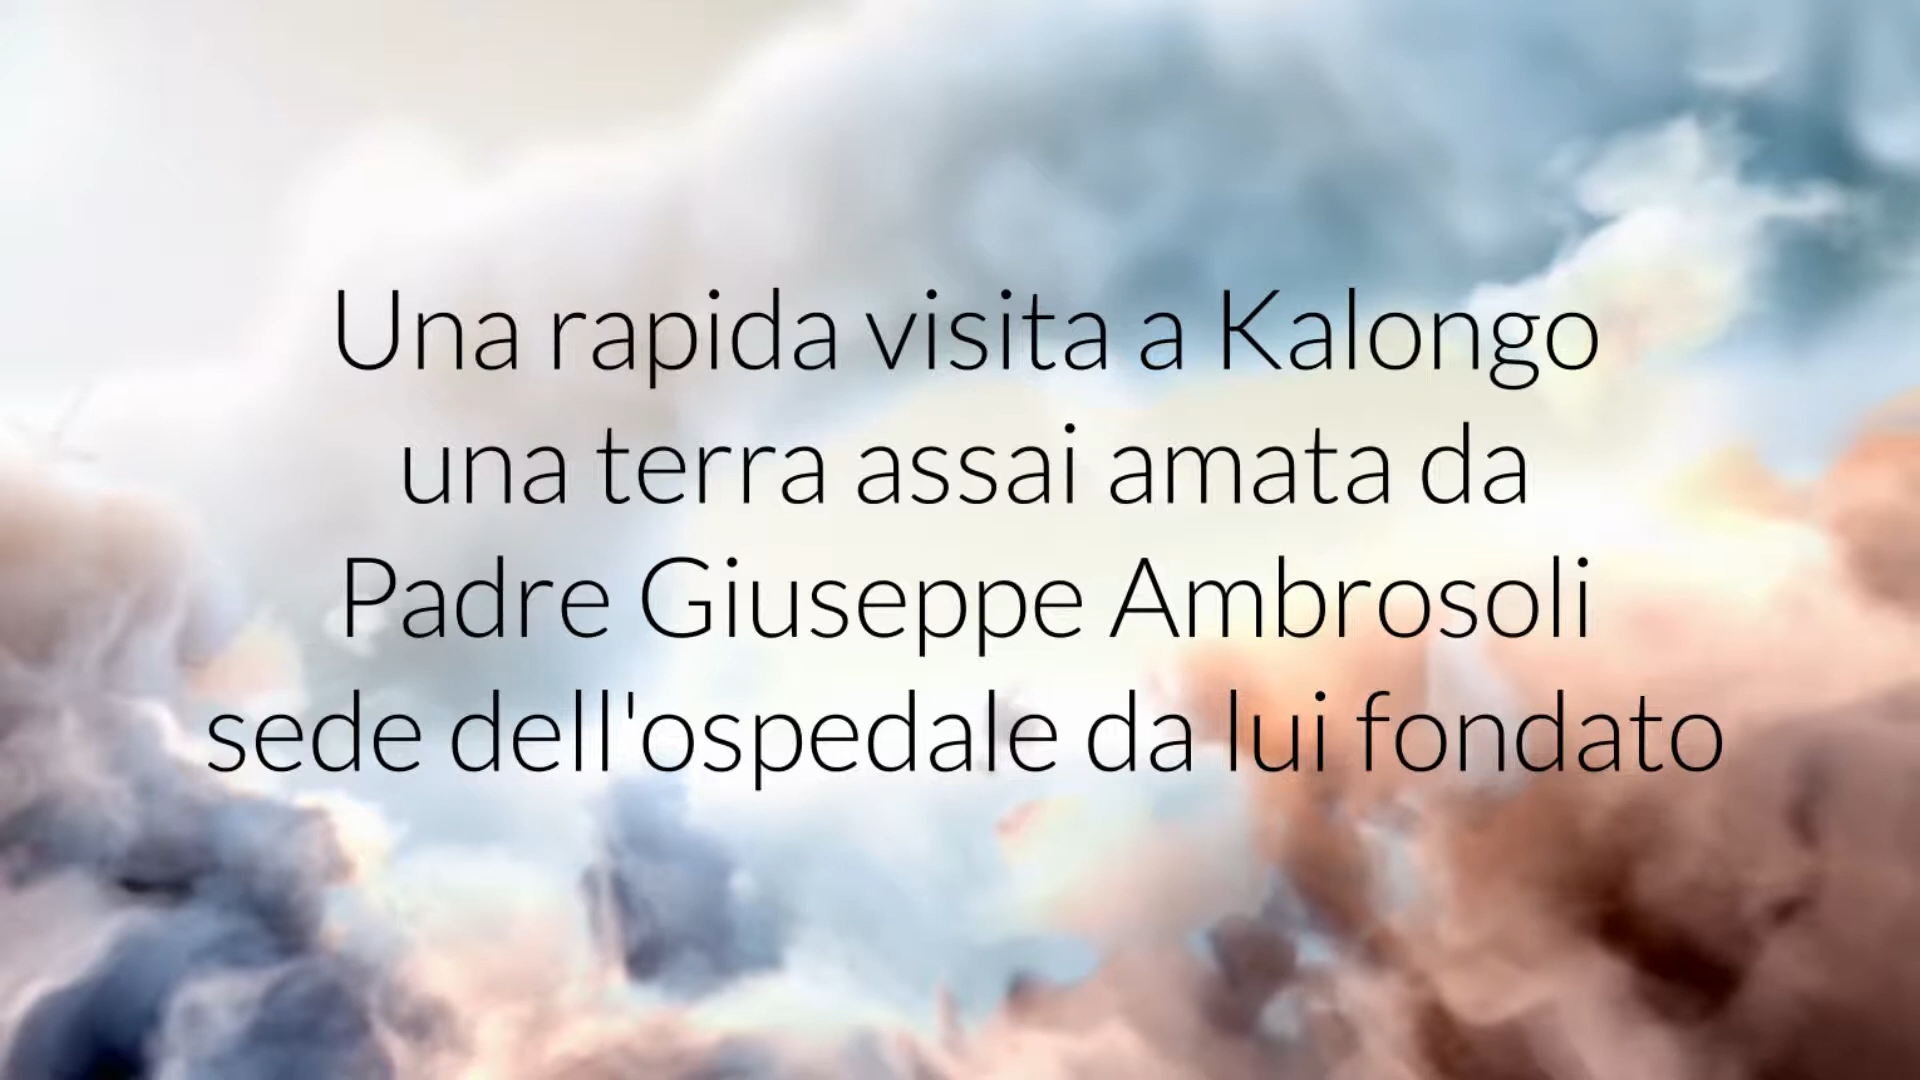 Una rapida visita a Kalongo
una terra assai amata da
Padre Giuseppe Ambrosoli
sede dell'ospedale da lui fondato